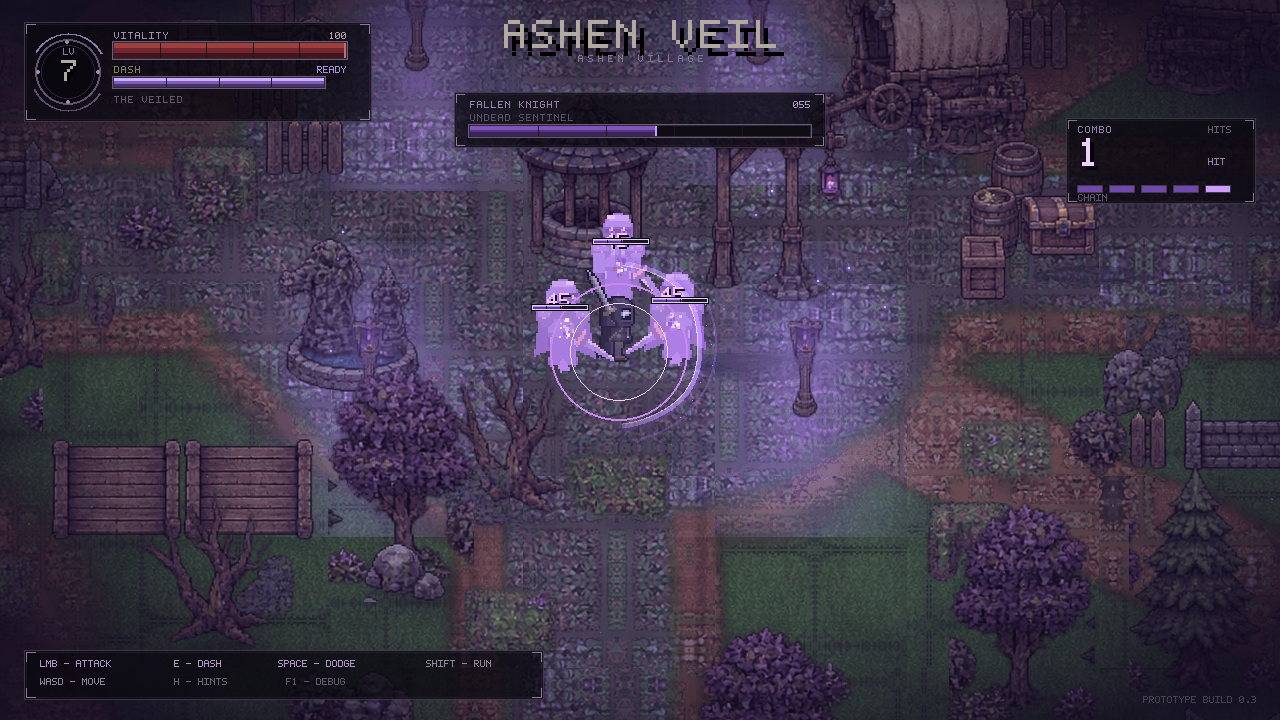 ASHEN VEIL
ASHEN VILLAGE
LV
7
VITALITY 100
DASH READY
THE VEILED
FALLEN KNIGHT 055
UNDEAD SENTINEL
COMBO HITS
1 HIT
CHAIN
45
45
45
LMB – ATTACK E – DASH SPACE – DODGE SHIFT – RUN
WASD – MOVE H – HINTS F1 – DEBUG
PROTOTYPE BUILD 0.3